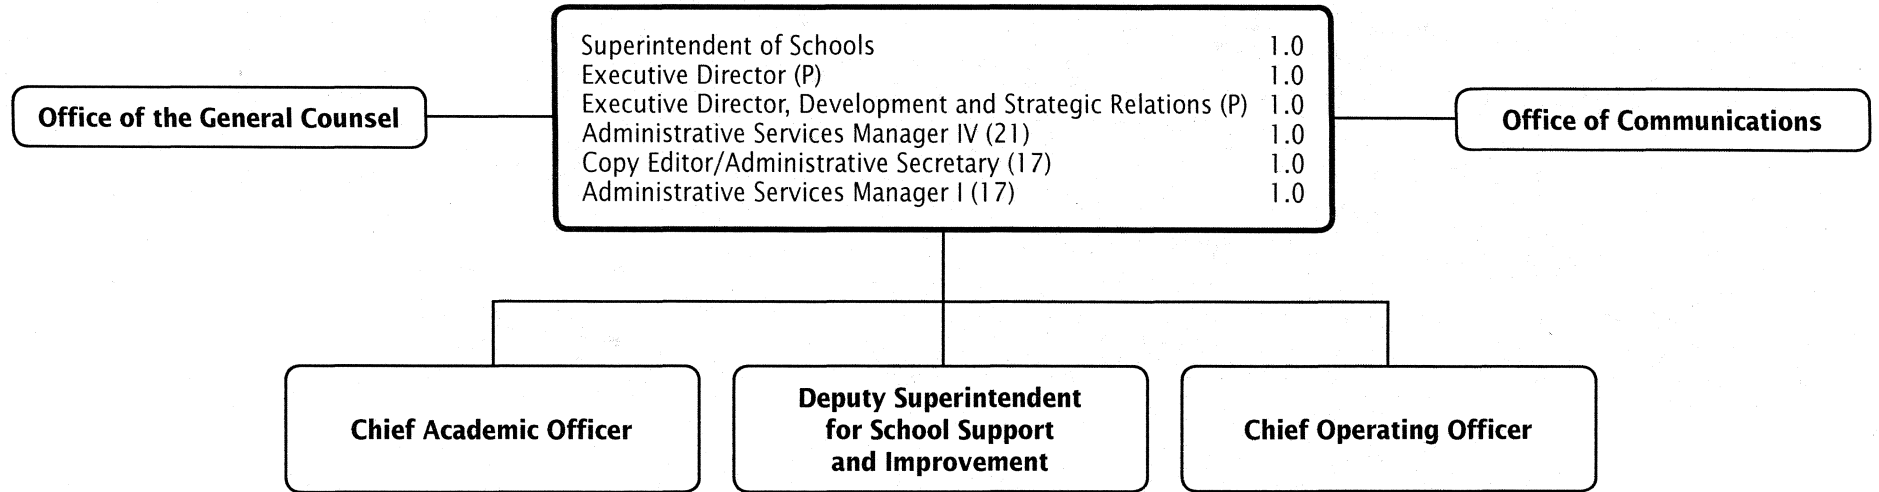 Superintendent of Schools 1.0
Executive Director (P) 1.0
Executive Director, Development and Strategic Relations (P) 1.0
Administrative Services Manager IV (21) 1.0
Copy Editor/Administrative Secretary (17) 1.0
Administrative Services Manager I (17) 1.0
Office of the General Counsel
Office of Communications
Chief Academic Officer
Deputy Superintendent
for School Support
and Improvement
Chief Operating Officer